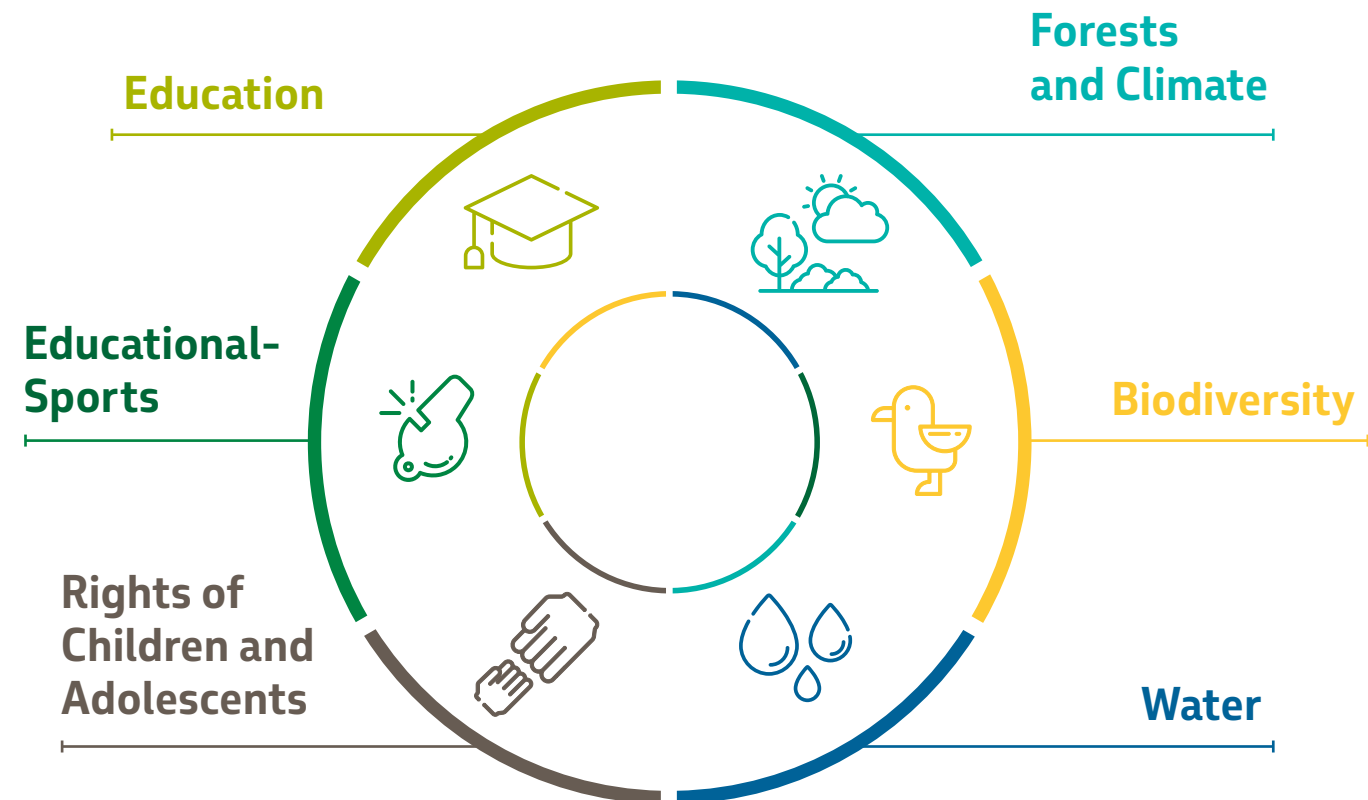 Education
Forests
and Climate
Educational-
Sports
Biodiversity
Rights of
Children and
Adolescents
Water